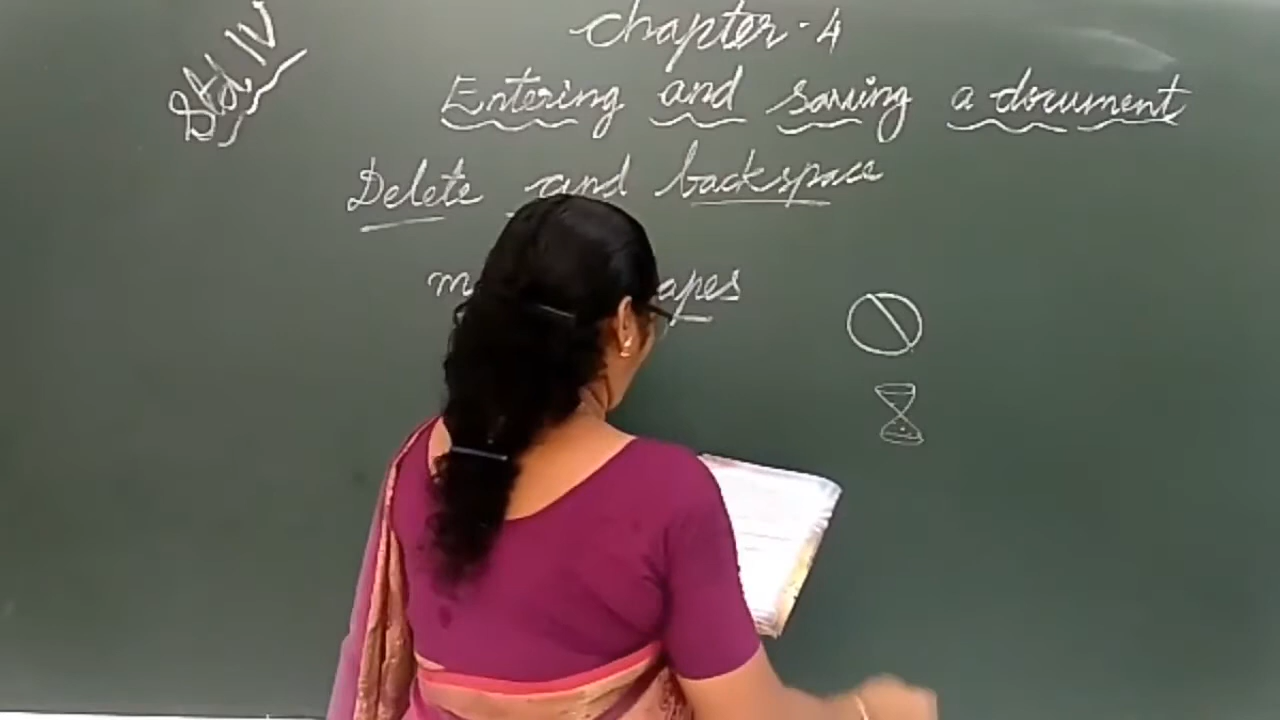 Std IV
Chapter - 4
Entering and saving a document
Delete and backspace